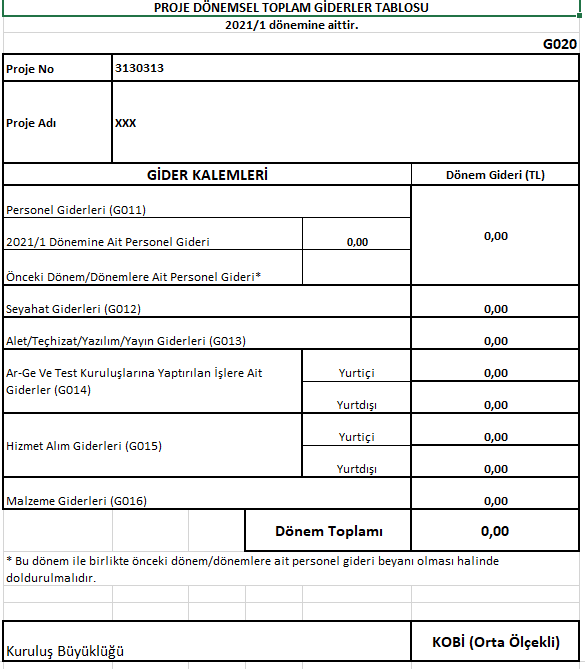 PROJE DÖNEMSEL TOPLAM GİDERLER TABLOSU
2021/1 dönemine aittir.
G020
Proje No 3130313
Proje Adı XXX
GİDER KALEMLERİ Dönem Gideri (TL)
Personel Giderleri (G011)
2021/1 Dönemine Ait Personel Gideri 0,00 0,00
Önceki Dönem/Dönemlere Ait Personel Gideri*
Seyahat Giderleri (G012) 0,00
Alet/Teçhizat/Yazılım/Yayın Giderleri (G013) 0,00
Ar-Ge Ve Test Kuruluşlarına Yaptırılan İşlere Ait Yurtiçi 0,00
Giderler (G014) Yurtdışı 0,00
Hizmet Alım Giderleri (G015) Yurtiçi 0,00
Yurtdışı 0,00
Malzeme Giderleri (G016) 0,00
Dönem Toplamı 0,00
* Bu dönem ile birlikte önceki dönem/dönemlere ait personel gideri beyanı olması halinde
doldurulmalıdır.
Kuruluş Büyüklüğü KOBİ (Orta Ölçekli)